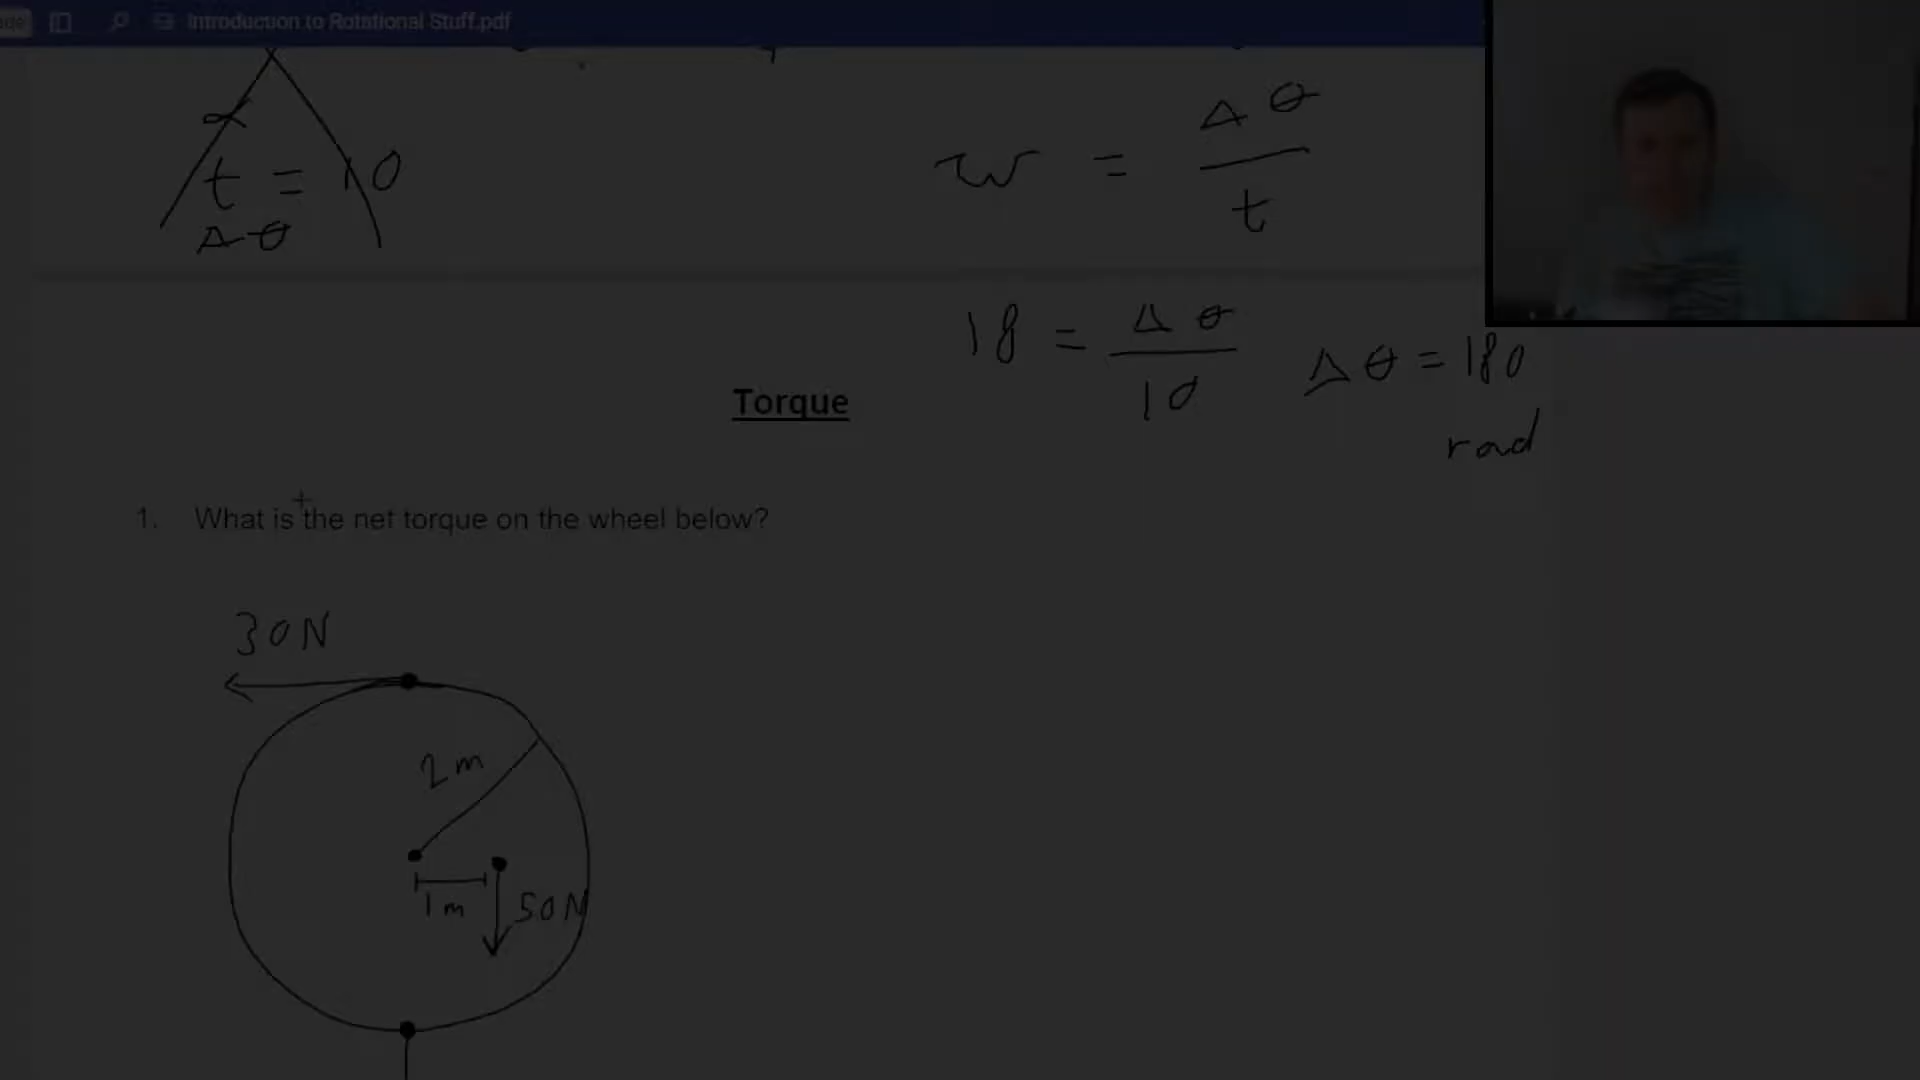 Introduction to Rotational Stuff.pdf
α
t = 10
Δθ
w = Δθ / t
18 = Δθ / 10
Δθ = 180
rad
Torque
1. What is the net torque on the wheel below?
30N
2m
1m
50N